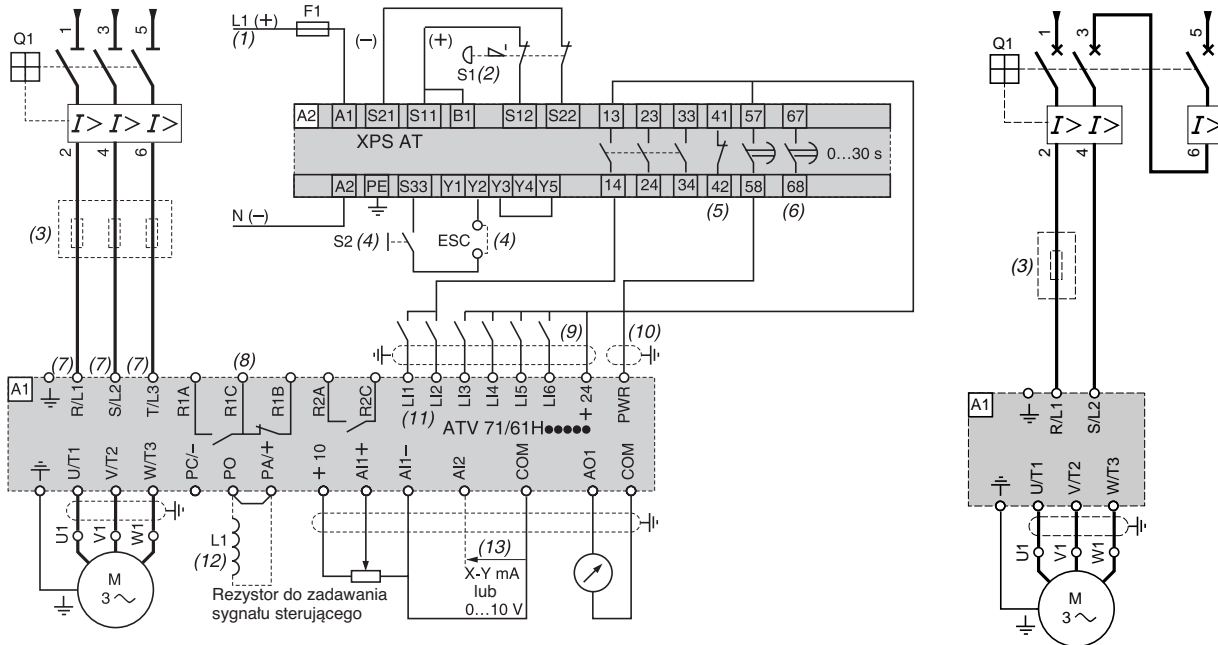 1 3 5
Q1
I> I> I>
2 4 6
(3)
L1 (+) F1
(1)
(–) (+)
S1 (2)
A2 A1 S21 S11 B1 S12 S22 13 23 33 41 57 67
XPS AT
0...30 s
A2 PE S33 Y1 Y2 Y3 Y4 Y5 14 24 34 42 58 68
(5) (6)
N (–)
S2 (4) ESC (4)
(9) (10)
(7) (7) (7) (8)
A1
R/L1 S/L2 T/L3 R1A R1C R1B R2A R2C LI1 LI2 LI3 LI4 LI5 LI6 +24 PWR
(11)
ATV 71/61H●●●●●
U/T1 V/T2 W/T3 PC/- PO PA/+ +10 AI1+ AI1- AI2 COM AO1 COM
U1 V1 W1
L1
(12)
(13)
X-Y mA
lub
0...10 V
M
3 ~
Rezystor do zadawania
sygnału sterującego
1 3 5
Q1
I> I> I>
2 4 6
(3)
A1
R/L1 S/L2
U/T1 V/T2 W/T3
U1 V1 W1
M
3 ~